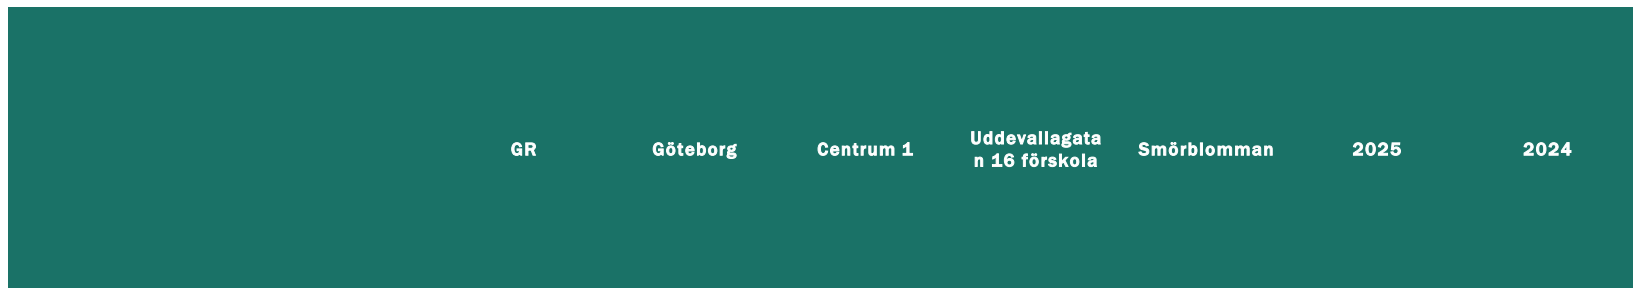 GR
Göteborg
Centrum 1
Uddevallagata
n 16 förskola
Smörblomman
2025
2024